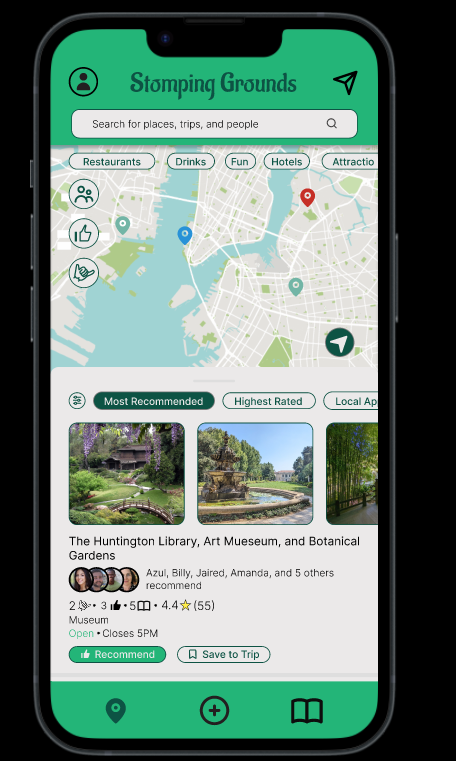 Stomping Grounds
Search for places, trips, and people
Restaurants Drinks Fun Hotels Attractio
Most Recommended Highest Rated Local Ap
The Huntington Library, Art Mueseum, and Botanical
Gardens
Azul, Billy, Jaired, Amanda, and 5 others
recommend
2 • 3 • 5 • 4.4 (55)
Museum
Open • Closes 5PM
Recommend Save to Trip